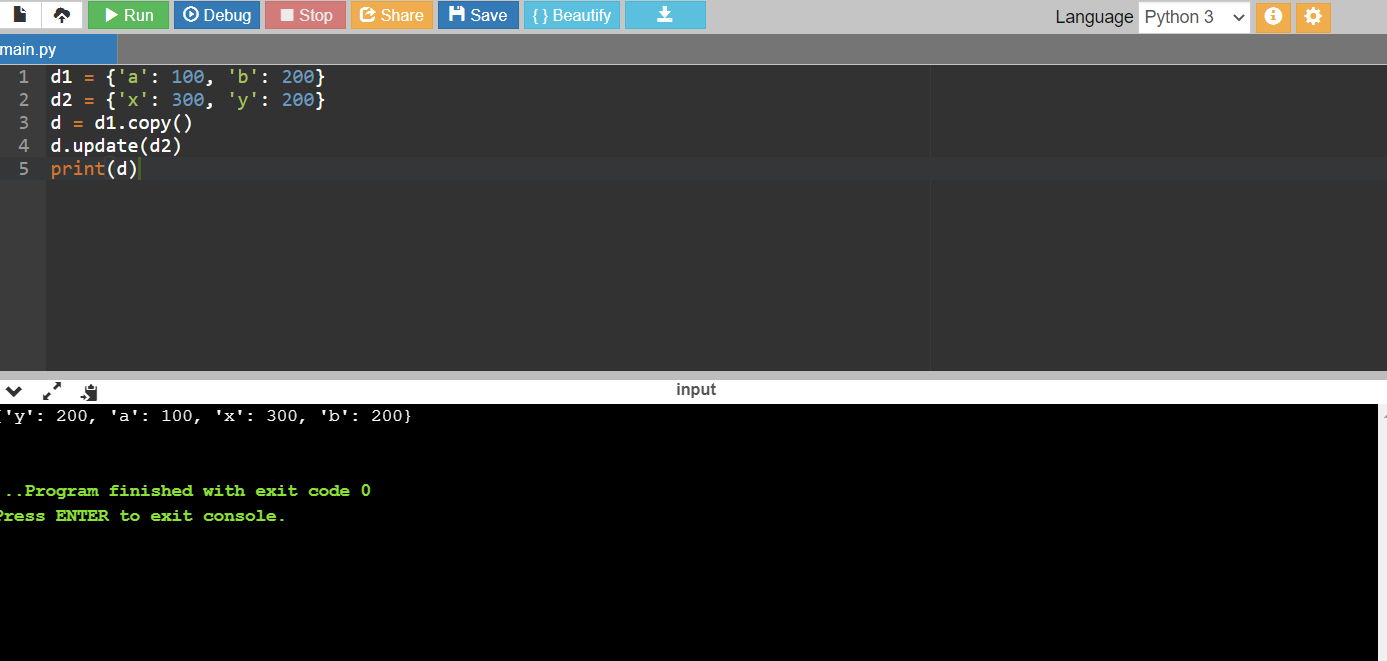 Run Debug Stop Share Save { } Beautify Language Python 3
main.py
1 d1 = {'a': 100, 'b': 200}
2 d2 = {'x': 300, 'y': 200}
3 d = d1.copy()
4 d.update(d2)
5 print(d)
input
{'y': 200, 'a': 100, 'x': 300, 'b': 200}
..Program finished with exit code 0
Press ENTER to exit console.